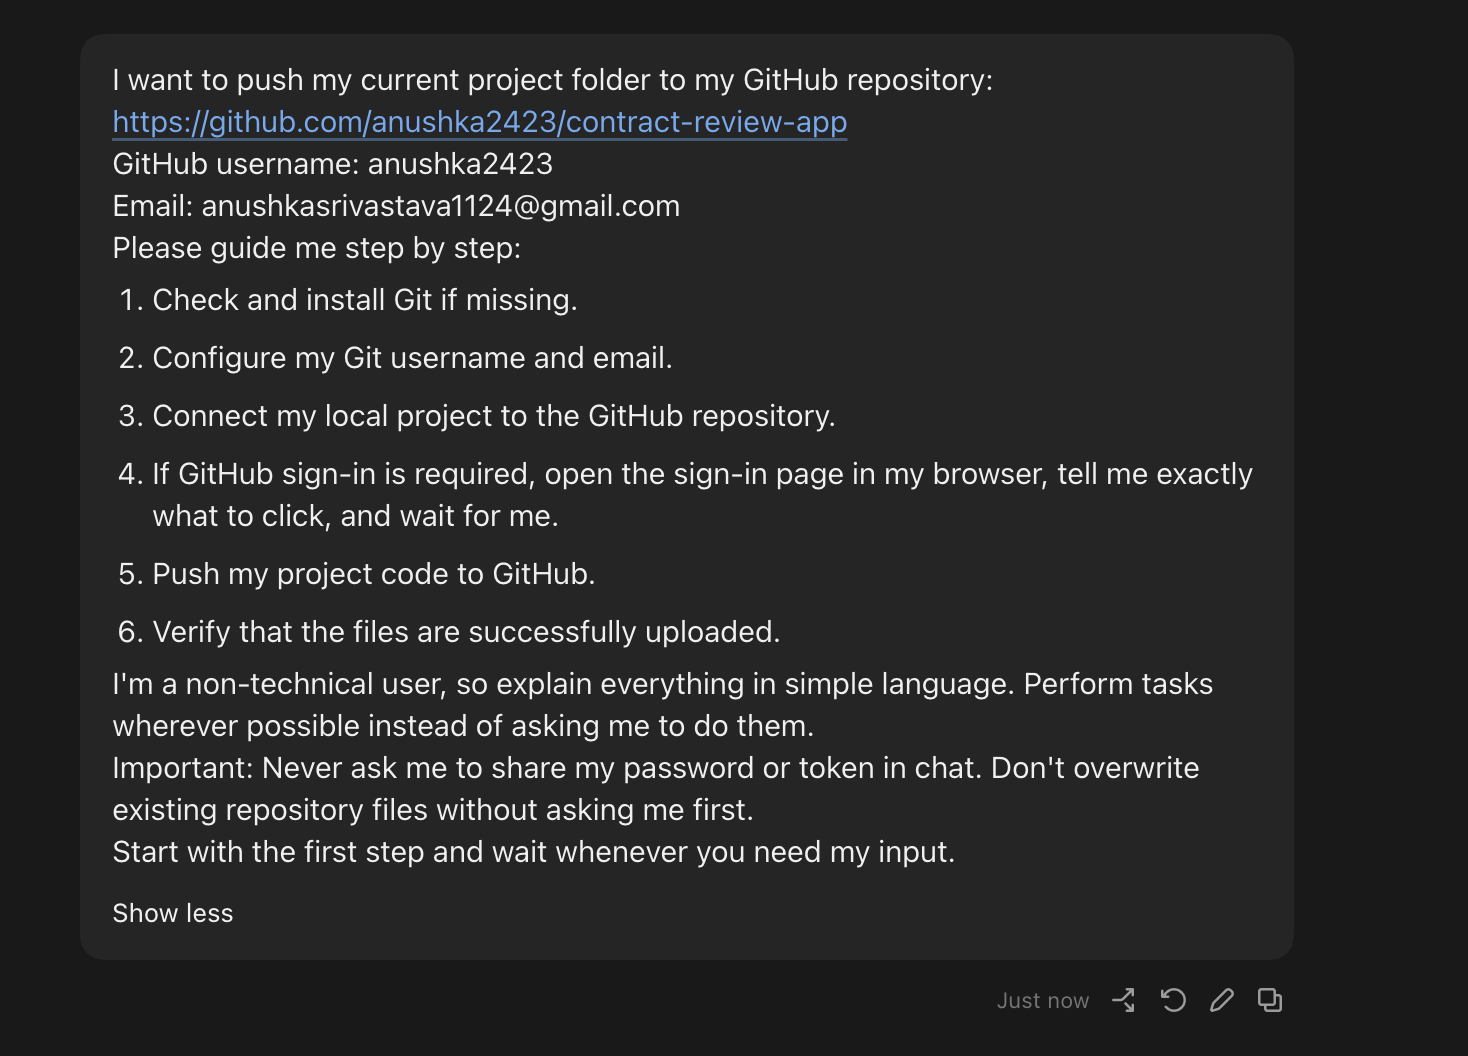 I want to push my current project folder to my GitHub repository:
https://github.com/anushka2423/contract-review-app
GitHub username: anushka2423
Email: anushkasrivastava1124@gmail.com
Please guide me step by step:
1. Check and install Git if missing.
2. Configure my Git username and email.
3. Connect my local project to the GitHub repository.
4. If GitHub sign-in is required, open the sign-in page in my browser, tell me exactly
what to click, and wait for me.
5. Push my project code to GitHub.
6. Verify that the files are successfully uploaded.
I'm a non-technical user, so explain everything in simple language. Perform tasks
wherever possible instead of asking me to do them.
Important: Never ask me to share my password or token in chat. Don't overwrite
existing repository files without asking me first.
Start with the first step and wait whenever you need my input.
Show less
Just now